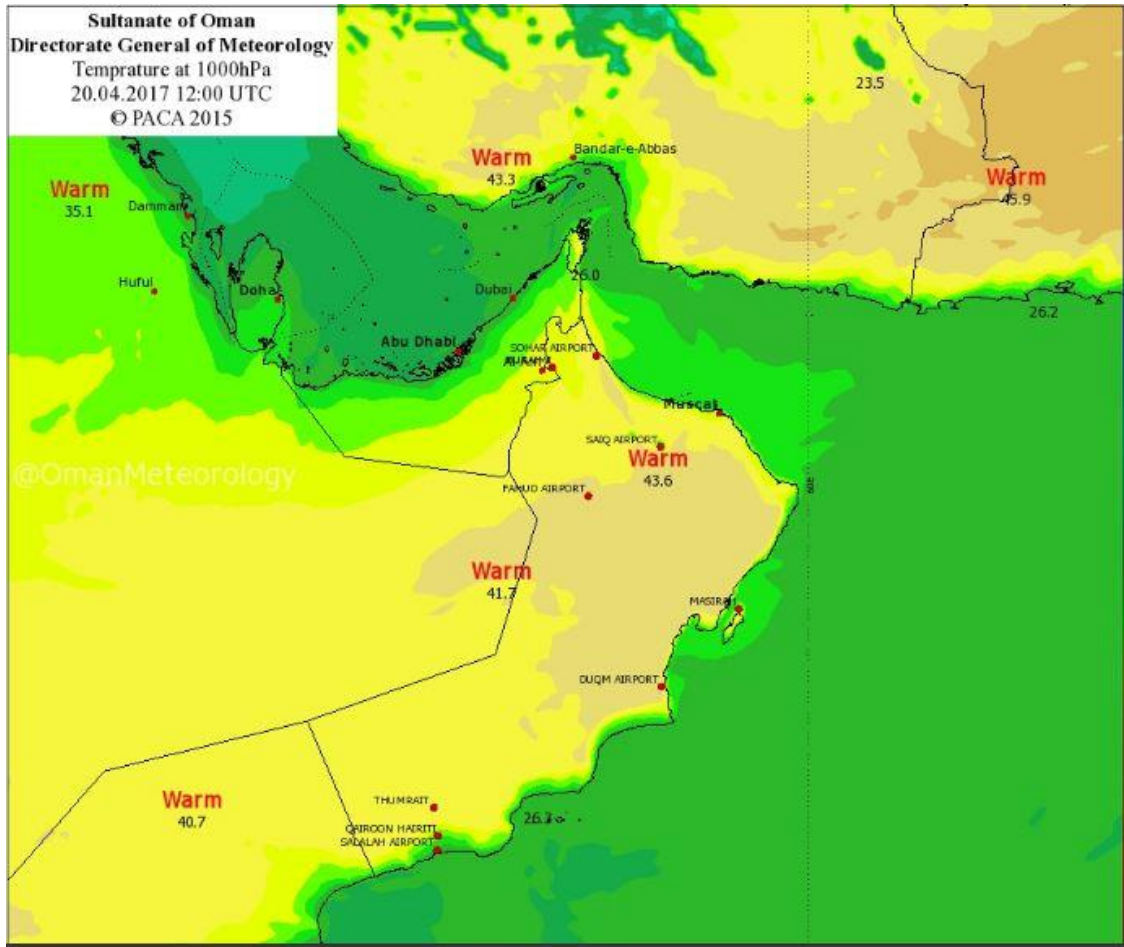 Sultanate of Oman
Directorate General of Meteorology
Temprature at 1000hPa
20.04.2017 12:00 UTC
© PACA 2015
23.5
Bandar-e-Abbas
Warm
43.3
Warm
45.9
Warm
35.1
Dammam
Huful
Doha
Dubai
26.0
26.2
Abu Dhabi
SOHAR AIRPORT
Muscat
SAIQ AIRPORT
Warm
43.6
@OmanMeteorology
FAHUD AIRPORT
60E
Warm
41.7
MASIRAH
DUQM AIRPORT
Warm
40.7
THUMRAIT
26.3
QAIROON HAIRITI
SALALAH AIRPORT